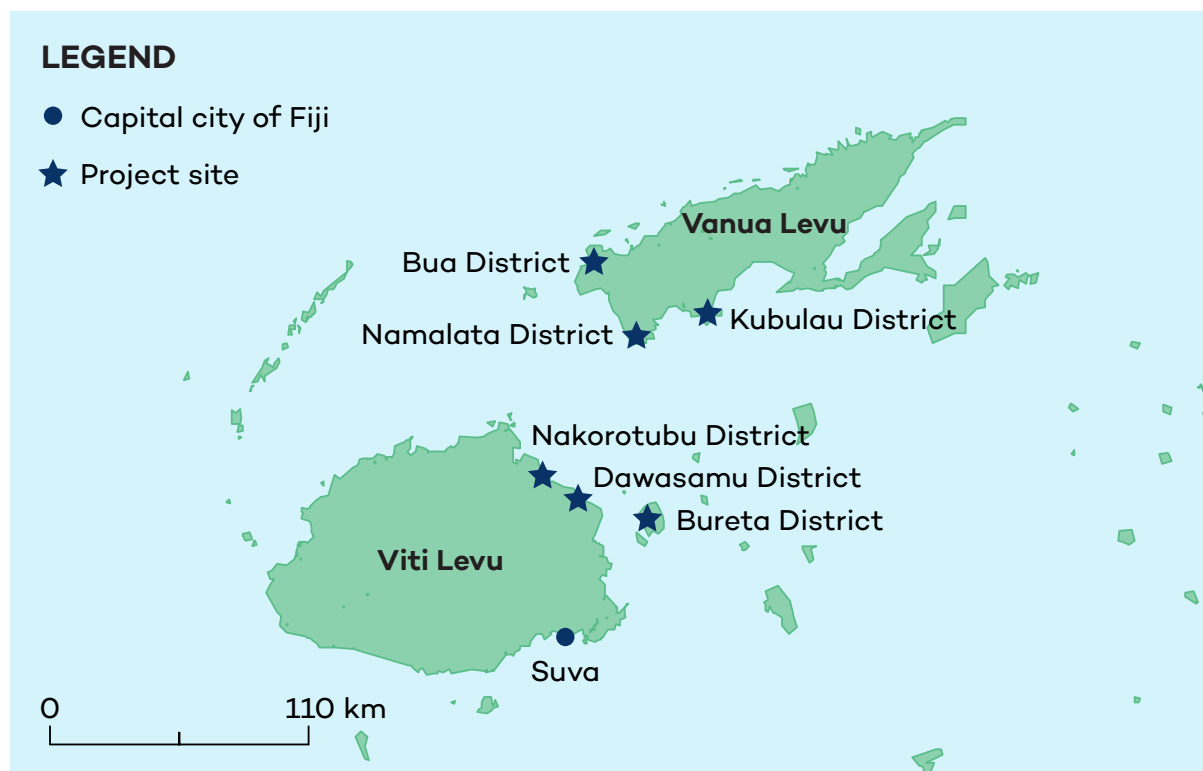 LEGEND
Capital city of Fiji
Project site
Vanua Levu
Bua District
Kubulau District
Namalata District
Nakorotubu District
Dawasamu District
Bureta District
Viti Levu
Suva
0 110 km